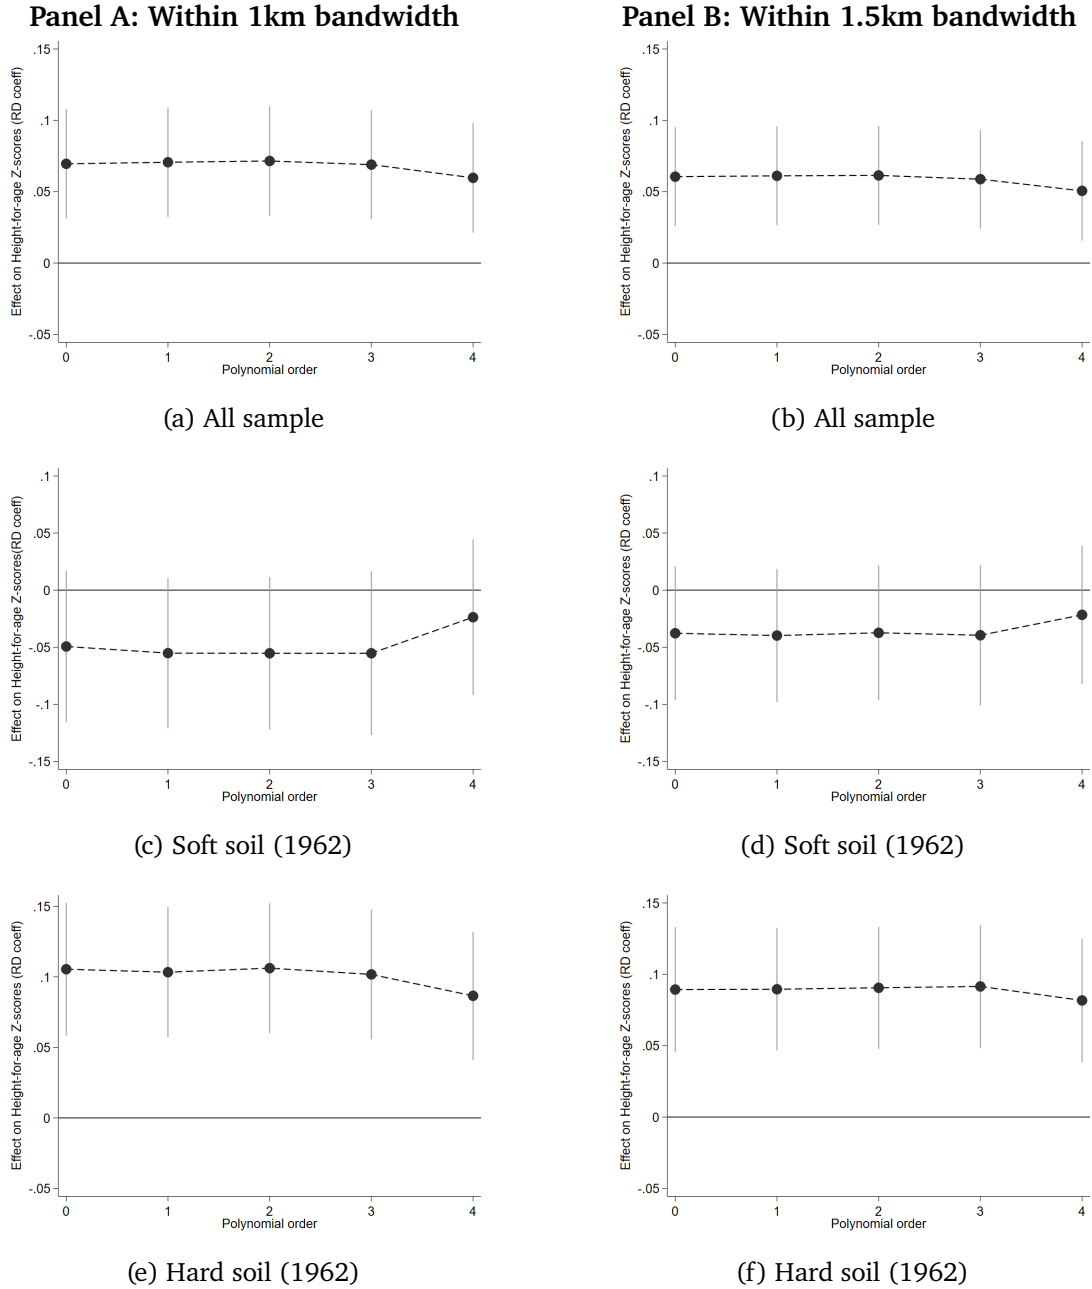 Panel A: Within 1km bandwidth
Panel B: Within 1.5km bandwidth
Effect on Height-for-age Z-scores (RD coeff)
.15
.1
.05
0
-.05
0 1 2 3 4
Polynomial order
(a) All sample
Effect on Height-for-age Z-scores (RD coeff)
.15
.1
.05
0
-.05
0 1 2 3 4
Polynomial order
(b) All sample
Effect on Height-for-age Z-scores(RD coeff)
.1
.05
0
-.05
-.1
-.15
0 1 2 3 4
Polynomial order
(c) Soft soil (1962)
Effect on Height-for-age Z-scores (RD coeff)
.1
.05
0
-.05
-.1
-.15
0 1 2 3 4
Polynomial order
(d) Soft soil (1962)
Effect on Height-for-age Z-scores (RD coeff)
.15
.1
.05
0
-.05
0 1 2 3 4
Polynomial order
(e) Hard soil (1962)
Effect on Height-for-age Z-scores (RD coeff)
.15
.1
.05
0
-.05
0 1 2 3 4
Polynomial order
(f) Hard soil (1962)